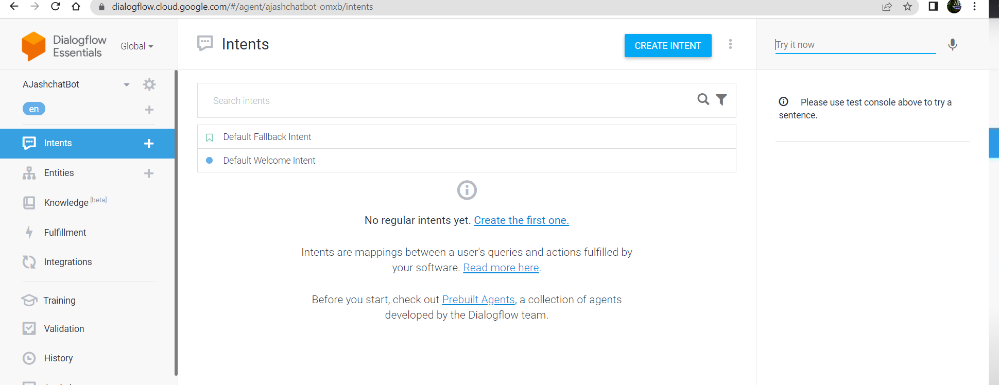 dialogflow.cloud.google.com/#/agent/ajashchatbot-omxb/intents
Dialogflow
Essentials
Global
AJashchatBot
en
Intents
Entities
Knowledge [beta]
Fulfillment
Integrations
Training
Validation
History
Intents
CREATE INTENT
Search intents
Default Fallback Intent
Default Welcome Intent
No regular intents yet. Create the first one.
Intents are mappings between a user's queries and actions fulfilled by
your software. Read more here.
Before you start, check out Prebuilt Agents, a collection of agents
developed by the Dialogflow team.
Try it now
Please use test console above to try a
sentence.